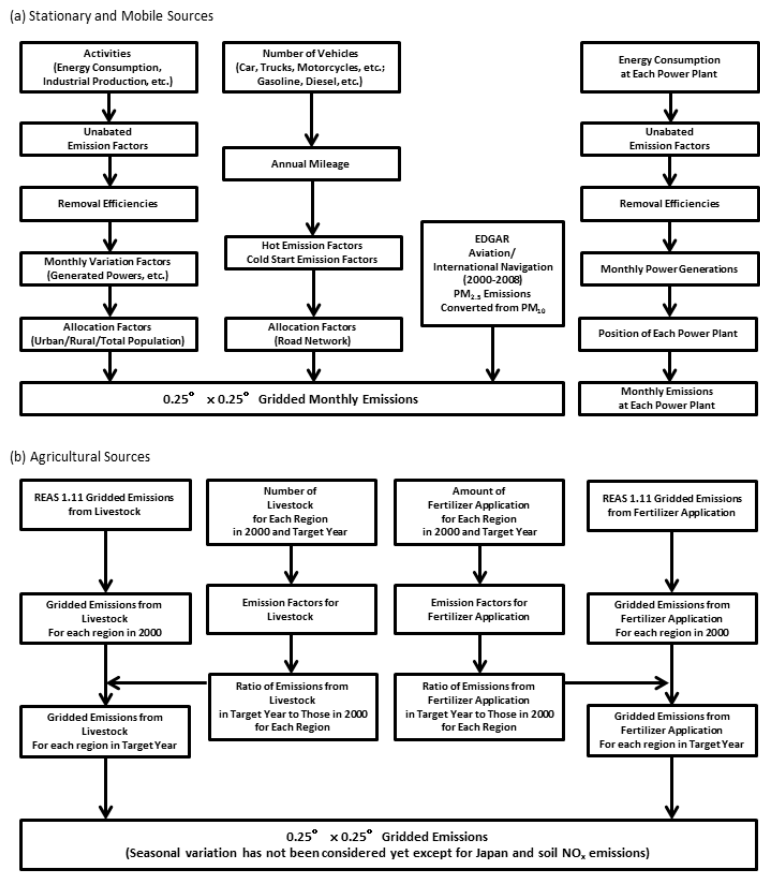 (a) Stationary and Mobile Sources
Activities
(Energy Consumption,
Industrial Production, etc.)
Unabated
Emission Factors
Removal Efficiencies
Monthly Variation Factors
(Generated Powers, etc.)
Allocation Factors
(Urban/Rural/Total Population)
Number of Vehicles
(Car, Trucks, Motorcycles, etc.;
Gasoline, Diesel, etc.)
Annual Mileage
Hot Emission Factors
Cold Start Emission Factors
Allocation Factors
(Road Network)
EDGAR
Aviation/
International Navigation
(2000-2008)
PM2.5 Emissions
Converted from PM10
0.25° × 0.25° Gridded Monthly Emissions
Energy Consumption
at Each Power Plant
Unabated
Emission Factors
Removal Efficiencies
Monthly Power Generations
Position of Each Power Plant
Monthly Emissions
at Each Power Plant
(b) Agricultural Sources
REAS 1.11 Gridded Emissions
from Livestock
Gridded Emissions from
Livestock
For each region in 2000
Gridded Emissions from
Livestock
For each region in Target Year
Number of
Livestock
for Each Region
in 2000 and Target Year
Emission Factors for
Livestock
Ratio of Emissions from
Livestock
in Target Year to Those in 2000
for Each Region
Amount of
Fertilizer Application
for Each Region
in 2000 and Target Year
Emission Factors for
Fertilizer Application
Ratio of Emissions from
Fertilizer Application
in Target Year to Those in 2000
for Each Region
REAS 1.11 Gridded Emissions
from Fertilizer Application
Gridded Emissions from
Fertilizer Application
For each region in 2000
Gridded Emissions from
Fertilizer Application
For each region in Target Year
0.25° × 0.25° Gridded Emissions
(Seasonal variation has not been considered yet except for Japan and soil NOx emissions)